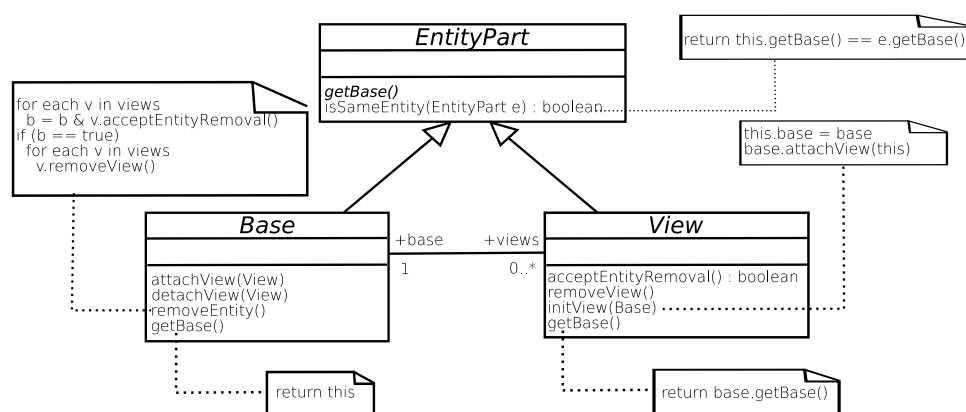 EntityPart
getBase()
isSameEntity(EntityPart e) : boolean
return this.getBase() == e.getBase()
for each v in views
b = b & v.acceptEntityRemoval()
if (b == true)
for each v in views
v.removeView()
this.base = base
base.attachView(this)
Base
attachView(View)
detachView(View)
removeEntity()
getBase()
+base
1
+views
0..*
View
acceptEntityRemoval() : boolean
removeView()
initView(Base)
getBase()
return this
return base.getBase()